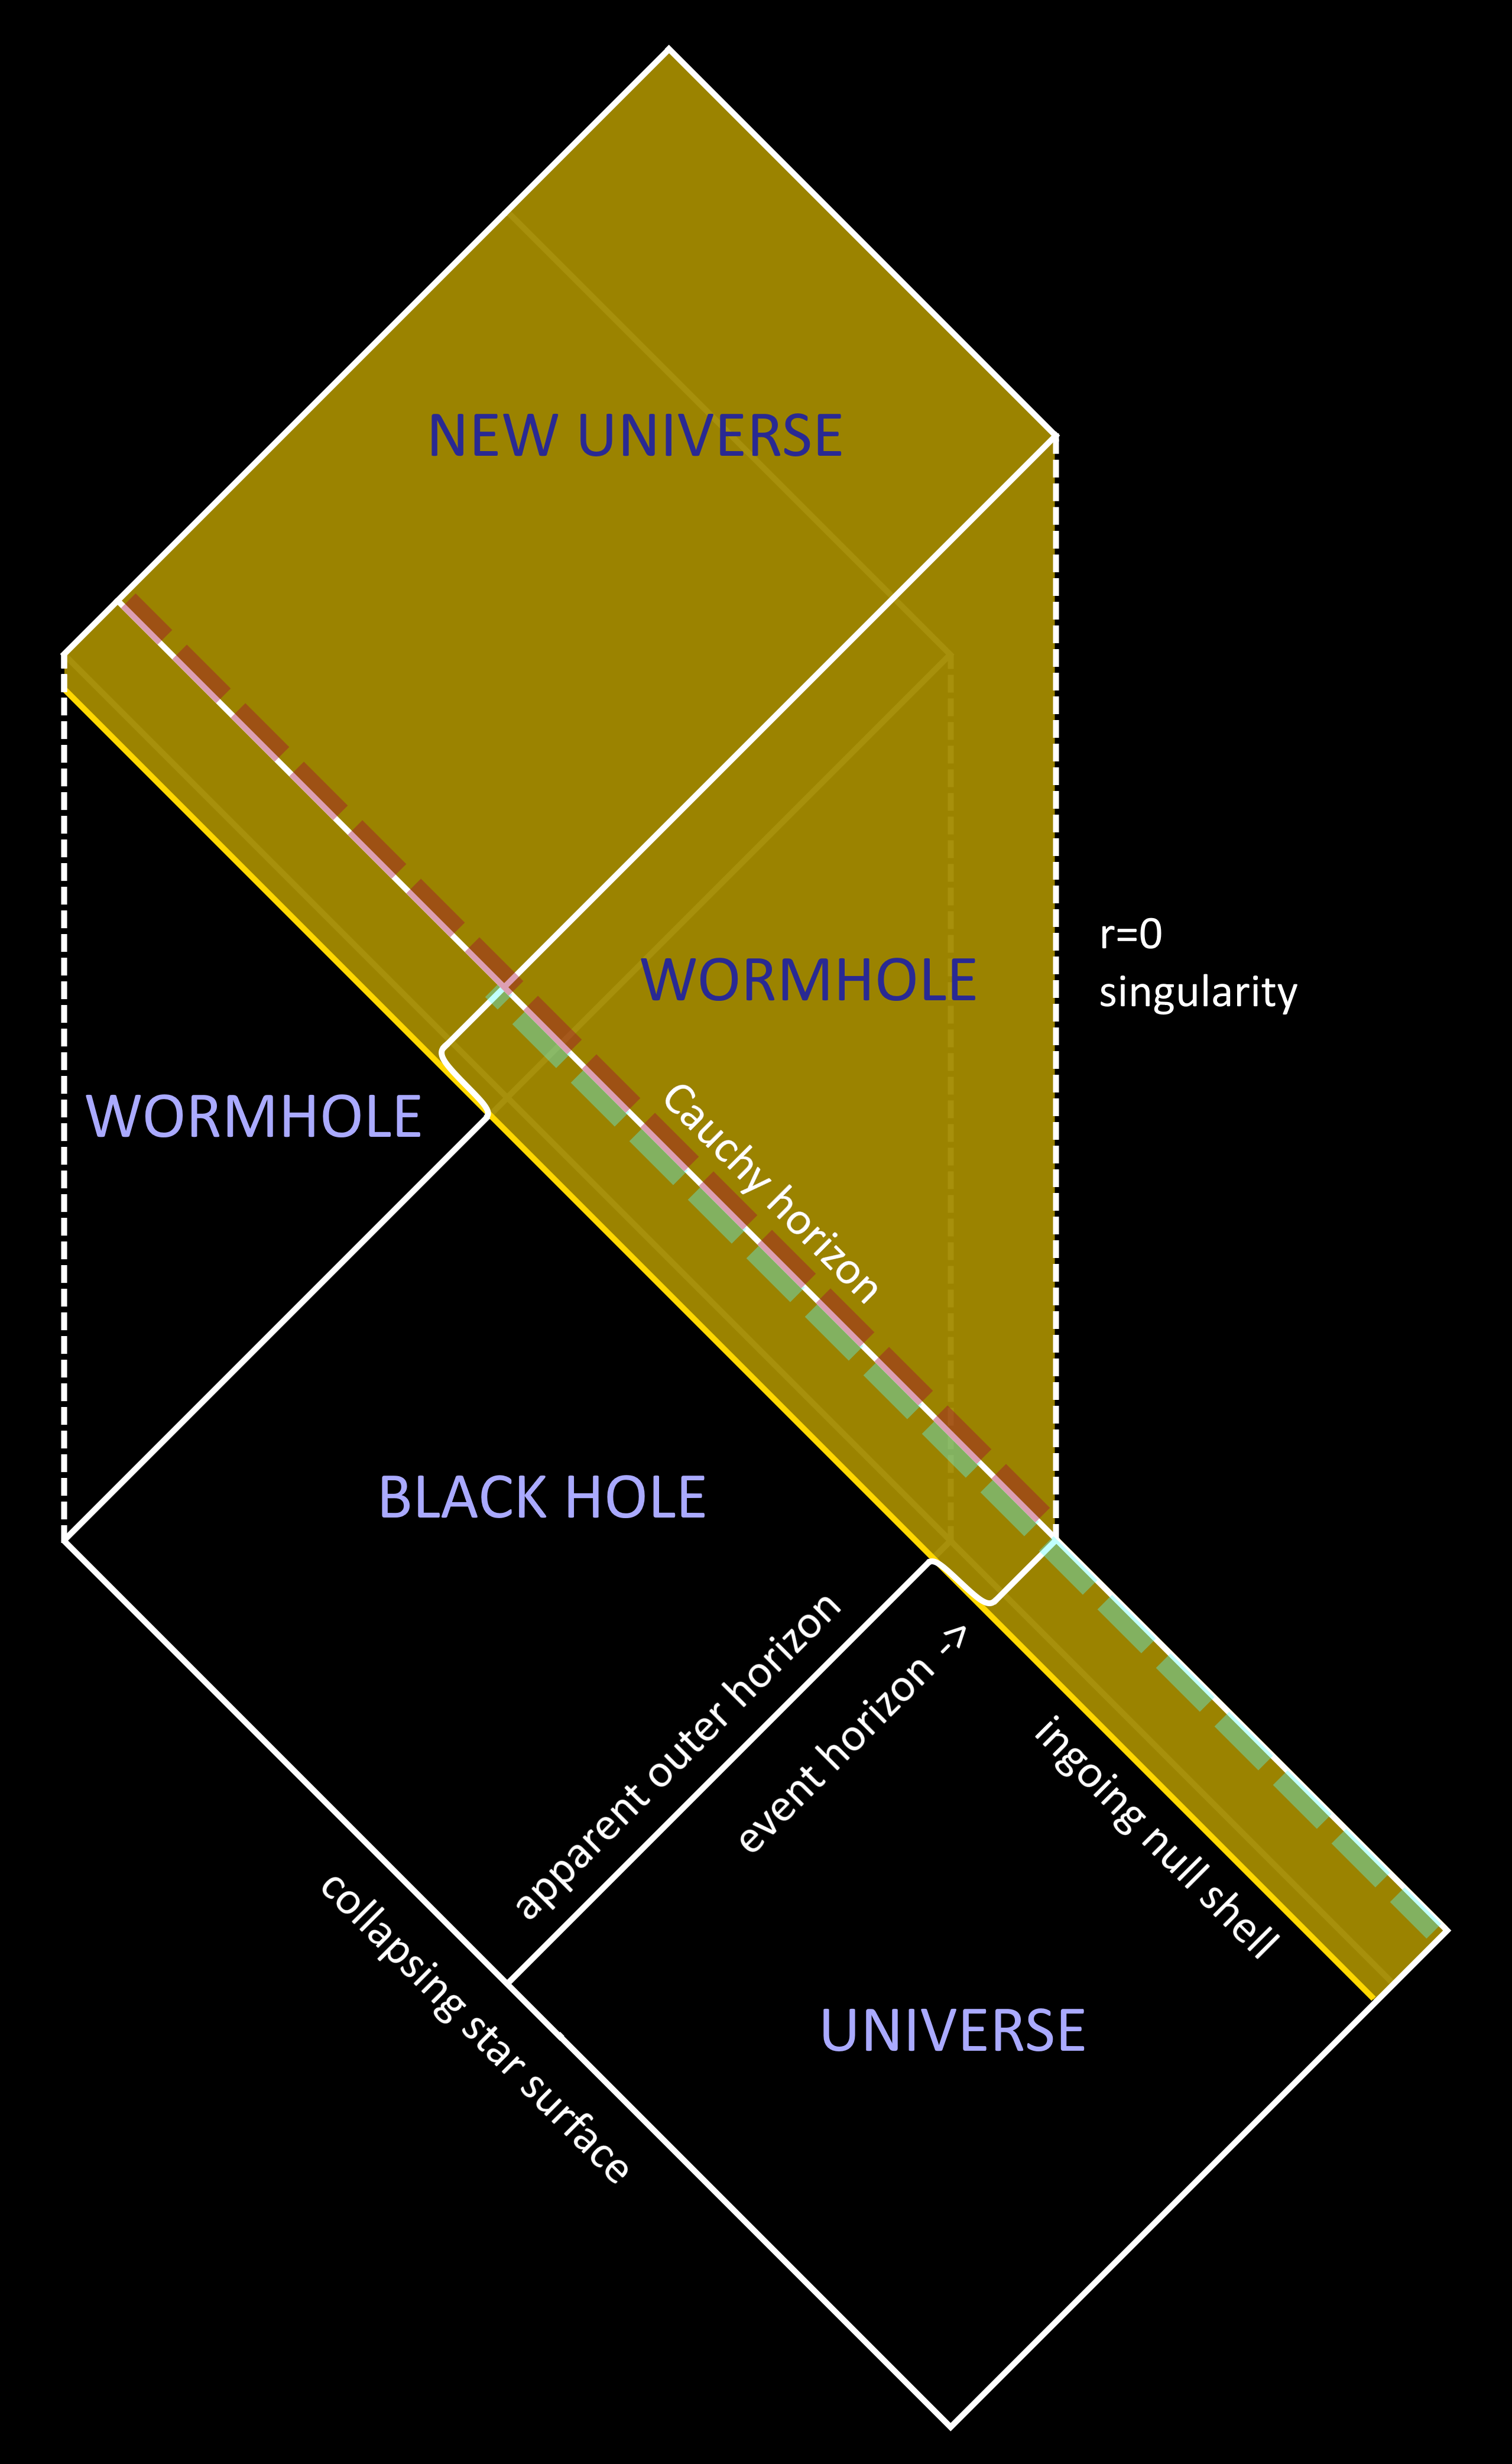 NEW UNIVERSE
r=0
singularity
WORMHOLE
WORMHOLE
Cauchy horizon
BLACK HOLE
apparent outer horizon
event horizon ->
ingoing null shell
collapsing star surface
UNIVERSE